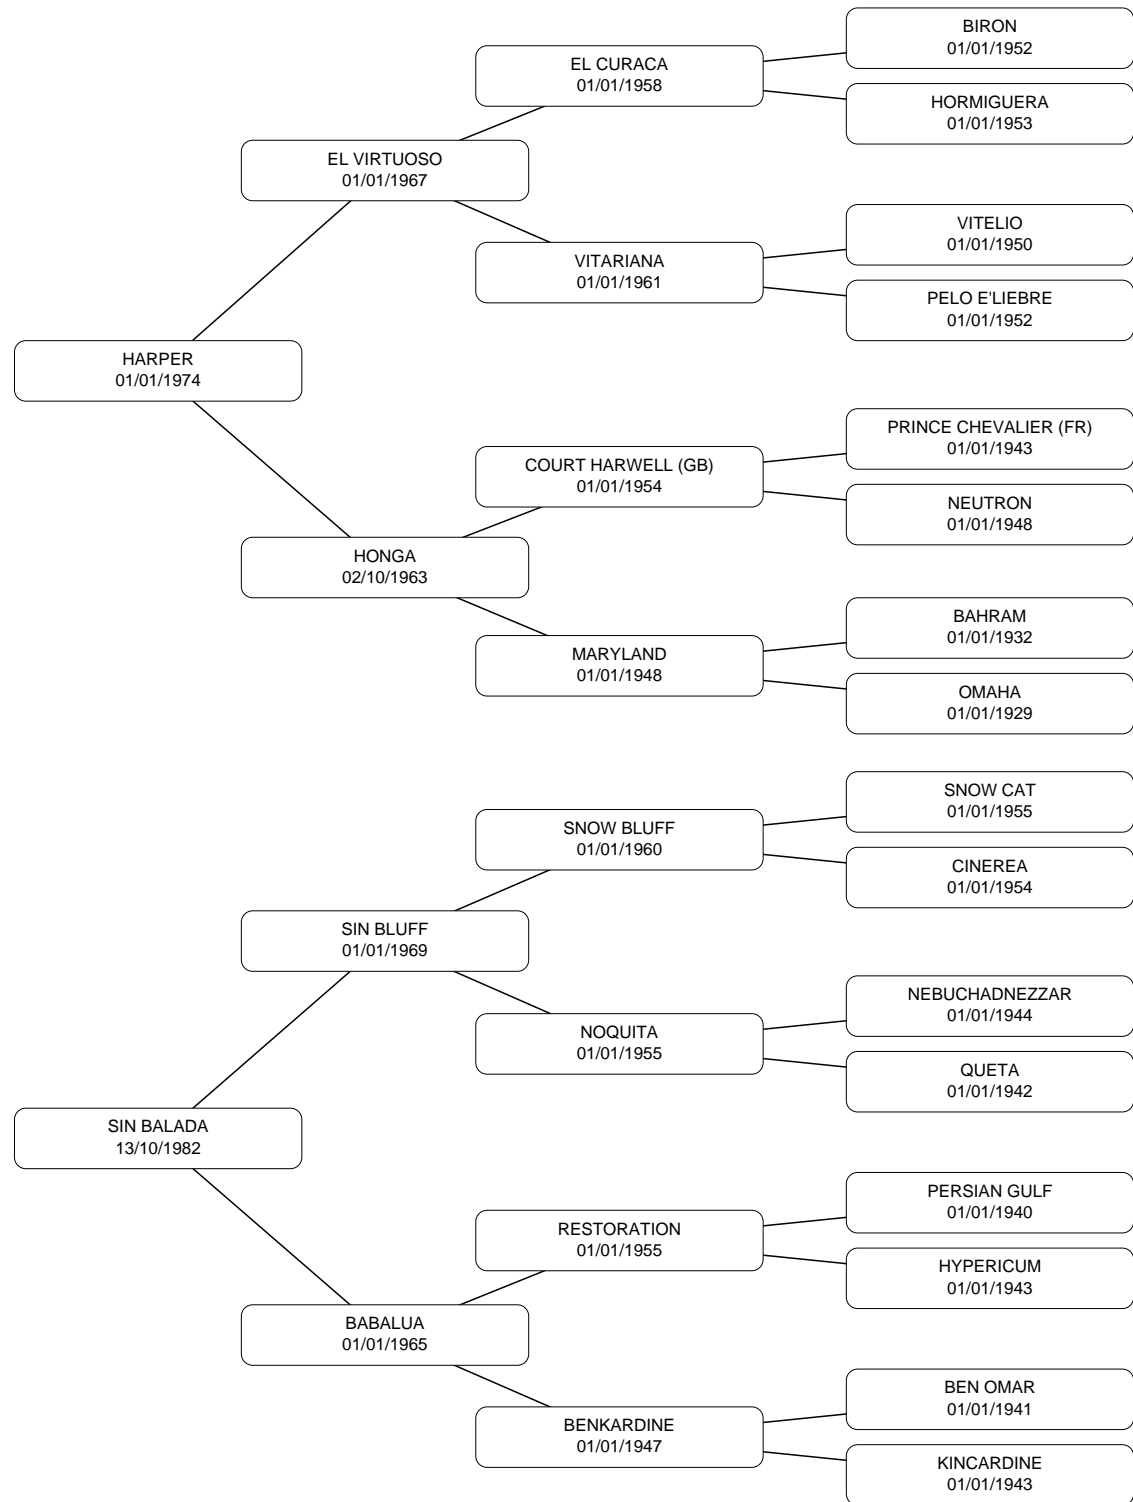 BIRON
01/01/1952
EL CURACA
01/01/1958
HORMIGUERA
01/01/1953
EL VIRTUOSO
01/01/1967
VITELIO
01/01/1950
VITARIANA
01/01/1961
PELO E'LIEBRE
01/01/1952
HARPER
01/01/1974
PRINCE CHEVALIER (FR)
01/01/1943
COURT HARWELL (GB)
01/01/1954
NEUTRON
01/01/1948
HONGA
02/10/1963
BAHRAM
01/01/1932
MARYLAND
01/01/1948
OMAHA
01/01/1929
SNOW CAT
01/01/1955
SNOW BLUFF
01/01/1960
CINEREA
01/01/1954
SIN BLUFF
01/01/1969
NEBUCHADNEZZAR
01/01/1944
NOQUITA
01/01/1955
QUETA
01/01/1942
SIN BALADA
13/10/1982
PERSIAN GULF
01/01/1940
RESTORATION
01/01/1955
HYPERICUM
01/01/1943
BABALUA
01/01/1965
BEN OMAR
01/01/1941
BENKARDINE
01/01/1947
KINCARDINE
01/01/1943